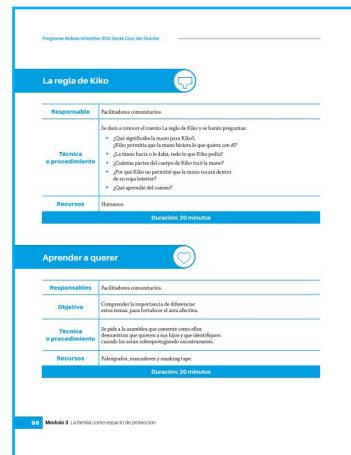 Programa Aldeas Infantiles SOS Santa Cruz del Quiché
La regla de Kiko
Responsable
Facilitadores comunitarios.
Técnica
o procedimiento
Se dará a conocer el cuento La regla de Kiko y se harán preguntas:
• ¿Qué significaba la mano para Kiko?,
¿Kiko permitía que la mano hiciera lo que quiera con él?
• ¿La mano hacía o le daba, todo lo que Kiko pedía?
• ¿Cuántas partes del cuerpo de Kiko tocó la mano?
• ¿Por qué Kiko no permitió que la mano tocara dentro
de su ropa interior?
• ¿Qué aprendió del cuento?
Recursos
Humanos.
Duración: 20 minutos
Aprender a querer
Responsables
Facilitadores comunitarios.
Objetivo
Comprender la importancia de diferenciar
estos temas, para fortalecer el área afectiva.
Técnica
o procedimiento
Se pide a la asamblea que comente como ellos
demuestran que quieren a sus hijos y que identifiquen
cuando los están sobreprotegiendo excesivamente.
Recursos
Paleógrafos, marcadores y masking tape.
Duración: 20 minutos
Módulo 3 La familia como espacio de protección